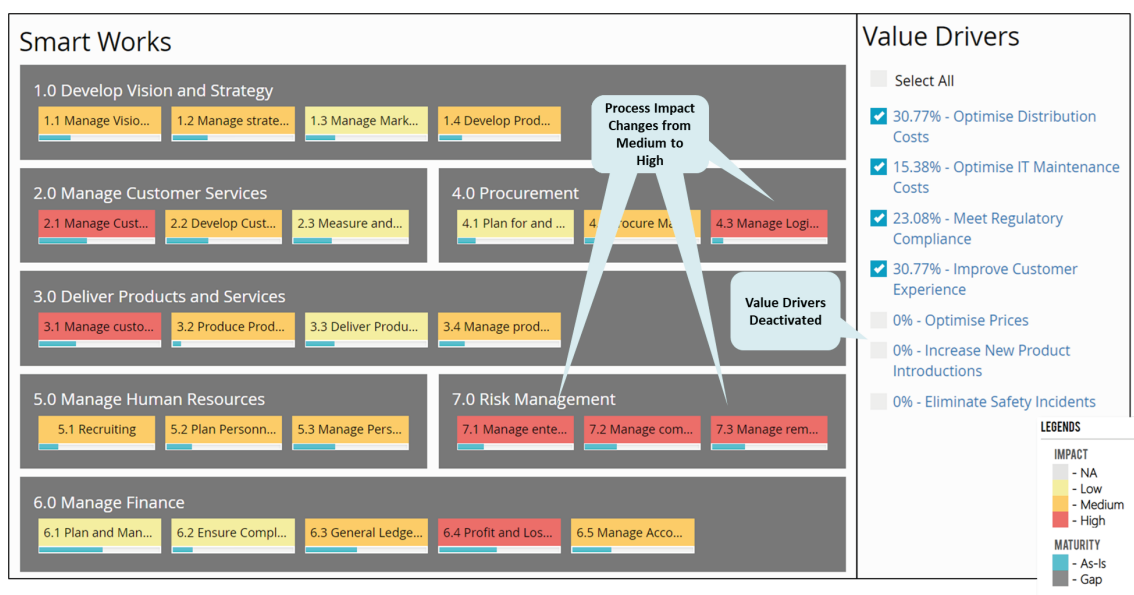 Smart Works
1.0 Develop Vision and Strategy
1.1 Manage Visio...
1.2 Manage strate...
1.3 Manage Mark...
1.4 Develop Prod...
Process Impact
Changes from
Medium to
High
2.0 Manage Customer Services
2.1 Manage Cust...
2.2 Develop Cust...
2.3 Measure and...
4.0 Procurement
4.1 Plan for and ...
4.3 Manage Logi...
3.0 Deliver Products and Services
3.1 Manage custo...
3.2 Produce Prod...
3.3 Deliver Produ...
3.4 Manage prod...
Value Drivers
Deactivated
5.0 Manage Human Resources
5.1 Recruiting
5.2 Plan Personn...
5.3 Manage Pers...
7.0 Risk Management
7.1 Manage ente...
7.2 Manage com...
7.3 Manage rem...
6.0 Manage Finance
6.1 Plan and Man...
6.2 Ensure Compl...
6.3 General Ledge...
6.4 Profit and Los...
6.5 Manage Acco...
Value Drivers
Select All
30.77% - Optimise Distribution
Costs
15.38% - Optimise IT Maintenance
Costs
23.08% - Meet Regulatory
Compliance
30.77% - Improve Customer
Experience
0% - Optimise Prices
0% - Increase New Product
Introductions
0% - Eliminate Safety Incidents
LEGENDS
IMPACT
- NA
- Low
- Medium
- High
MATURITY
- As-Is
- Gap